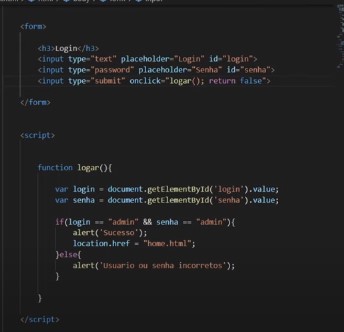 <form>
<h3>Login</h3>
<input type="text" placeholder="Login" id="login">
<input type="password" placeholder="Senha" id="senha">
<input type="submit" onclick="logar(); return false">
</form>
<script>
function logar(){
var login = document.getElementById('login').value;
var senha = document.getElementById('senha').value;
if(login == "admin" && senha == "admin"){
alert('Sucesso');
location.href = "home.html";
}else{
alert('Usuario ou senha incorretos');
}
}
</script>